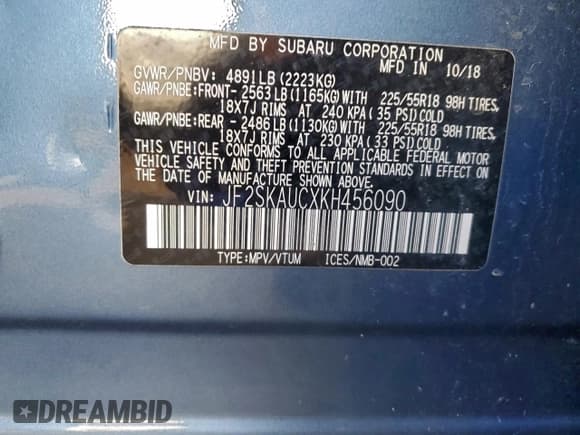 MFD BY SUBARU CORPORATION
GVWR/PNBV: 4891LB(2223KG) MFD IN 10/18
GAWR/PNBE:FRONT- 2563LB(1165KG)WITH 225/55R18 98H TIRES,
18X7J RIMS AT 240 KPA( 35 PSI)COLD
GAWR/PNBE:REAR - 2486LB(1130KG)WITH 225/55R18 98H TIRES,
18X7J RIMS AT 230 KPA( 33 PSI)COLD
THIS VEHICLE CONFORMS TO ALL APPLICABLE FEDERAL MOTOR
VEHICLE SAFETY AND THEFT PREVENTION STANDARDS IN EFFECT ON
THE DATE OF MANUFACTURE SHOWN ABOVE.
VIN: JF2SKAUCXKH456090
TYPE:MPV/VTUM ICES/NMB-002
DREAMBID